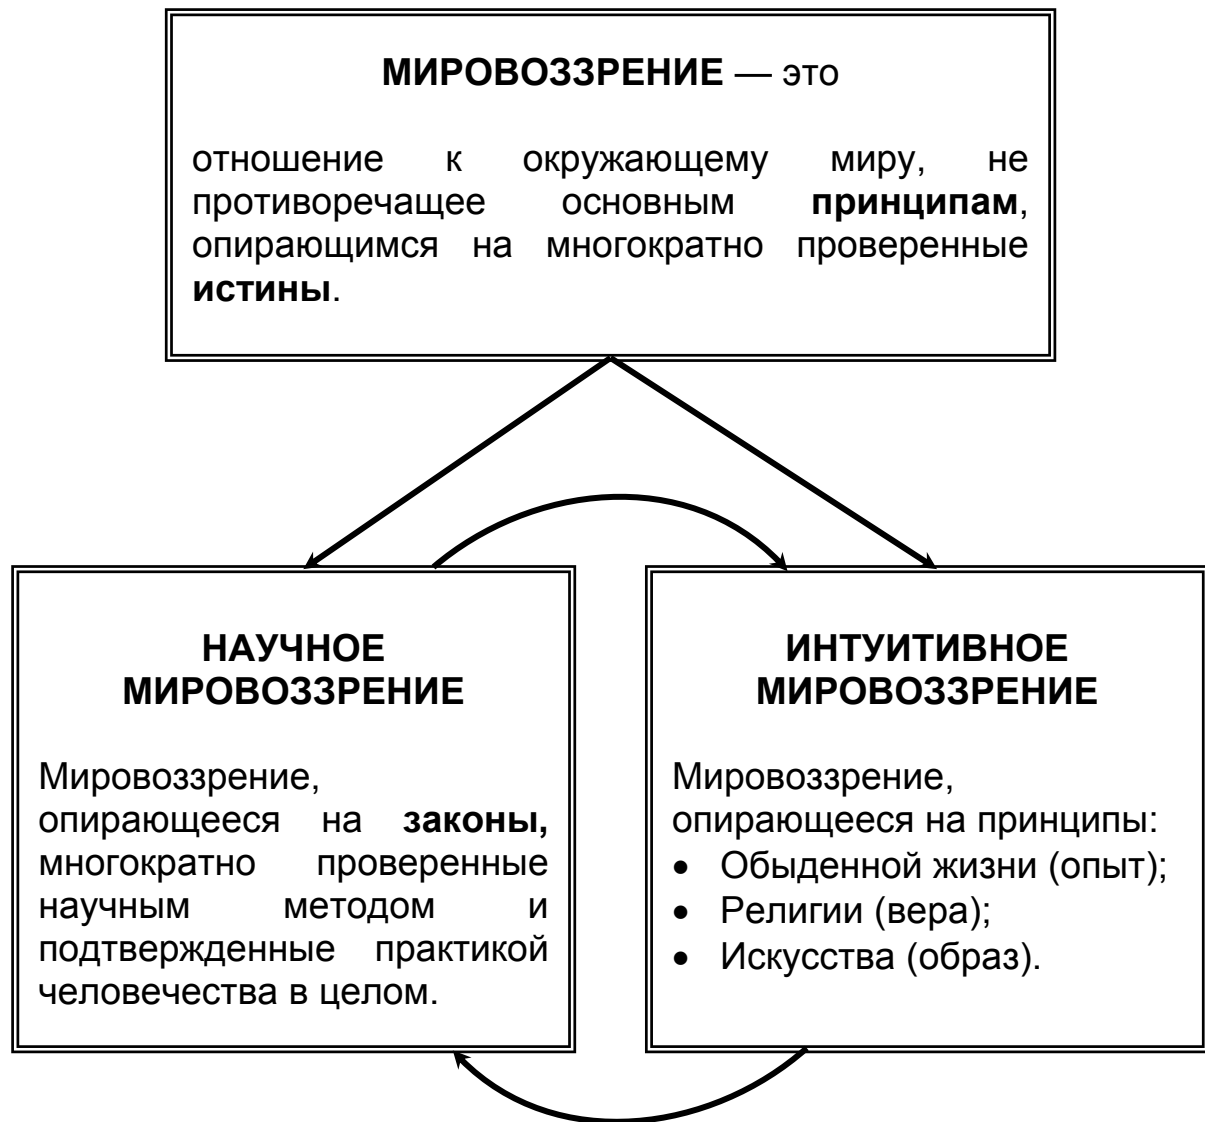 МИРОВОЗЗРЕНИЕ — это
отношение к окружающему миру, не
противоречащее основным принципам,
опирающимся на многократно проверенные
истины.
НАУЧНОЕ
МИРОВОЗЗРЕНИЕ
Мировоззрение,
опирающееся на законы,
многократно проверенные
научным методом и
подтвержденные практикой
человечества в целом.
ИНТУИТИВНОЕ
МИРОВОЗЗРЕНИЕ
Мировоззрение,
опирающееся на принципы:
• Обыденной жизни (опыт);
• Религии (вера);
• Искусства (образ).